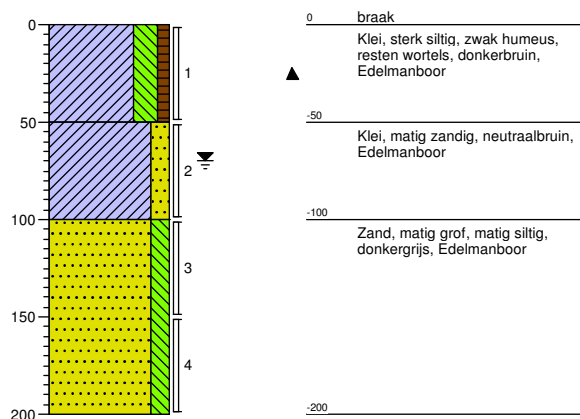 0
50
100
150
200
1
2
3
4
0
braak
Klei, sterk siltig, zwak humeus,
resten wortels, donkerbruin,
Edelmanboor
-50
Klei, matig zandig, neutraalbruin,
Edelmanboor
-100
Zand, matig grof, matig siltig,
donkergrijs, Edelmanboor
-200